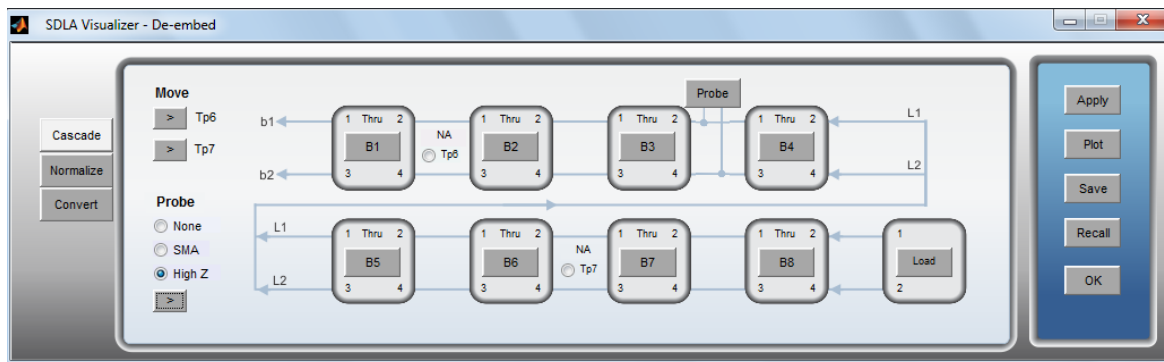 SDLA Visualizer - De-embed
Cascade
Normalize
Convert
Move
> Tp6
> Tp7
Probe
None
SMA
High Z
>
Probe
b1
b2
1 Thru 2
B1
3 4
NA
Tp6
1 Thru 2
B2
3 4
1 Thru 2
B3
3 4
1 Thru 2
B4
3 4
L1
L2
L1
L2
1 Thru 2
B5
3 4
1 Thru 2
B6
3 4
NA
Tp7
1 Thru 2
B7
3 4
1 Thru 2
B8
3 4
1
Load
2
Apply
Plot
Save
Recall
OK